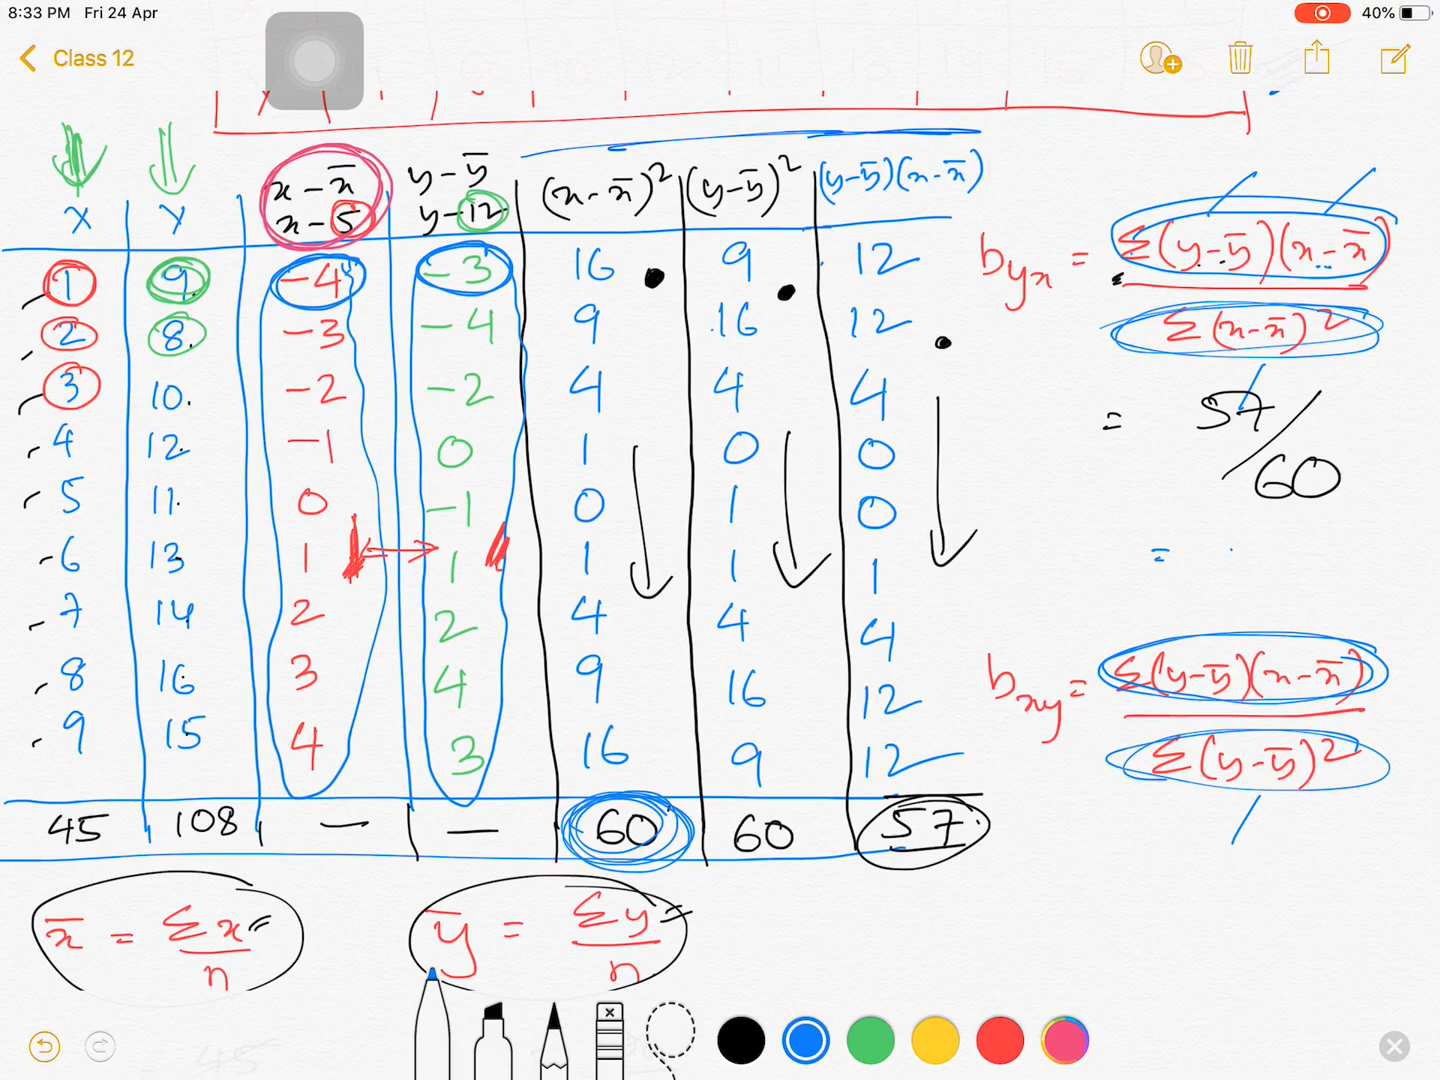 8:33 PM Fri 24 Apr 40%
Class 12
X Y x - x̄ y - ȳ (x - x̄)² (y - ȳ)² (y - ȳ)(x - x̄)
x - 5 y - 12
1 9 -4 -3 16 9 12
2 8 -3 -4 9 16 12
3 10 -2 -2 4 4 4
4 12 -1 0 1 0 0
5 11 0 -1 0 1 0
6 13 1 1 1 1 1
7 14 2 2 4 4 4
8 16 3 4 9 16 12
9 15 4 3 16 9 12
45 108 — — 60 60 57
x̄ = Σx / n
ȳ = Σy / n
byx = Σ(y - ȳ)(x - x̄) / Σ(x - x̄)²
= 57/60
=
bxy = Σ(y - ȳ)(x - x̄) / Σ(y - ȳ)²